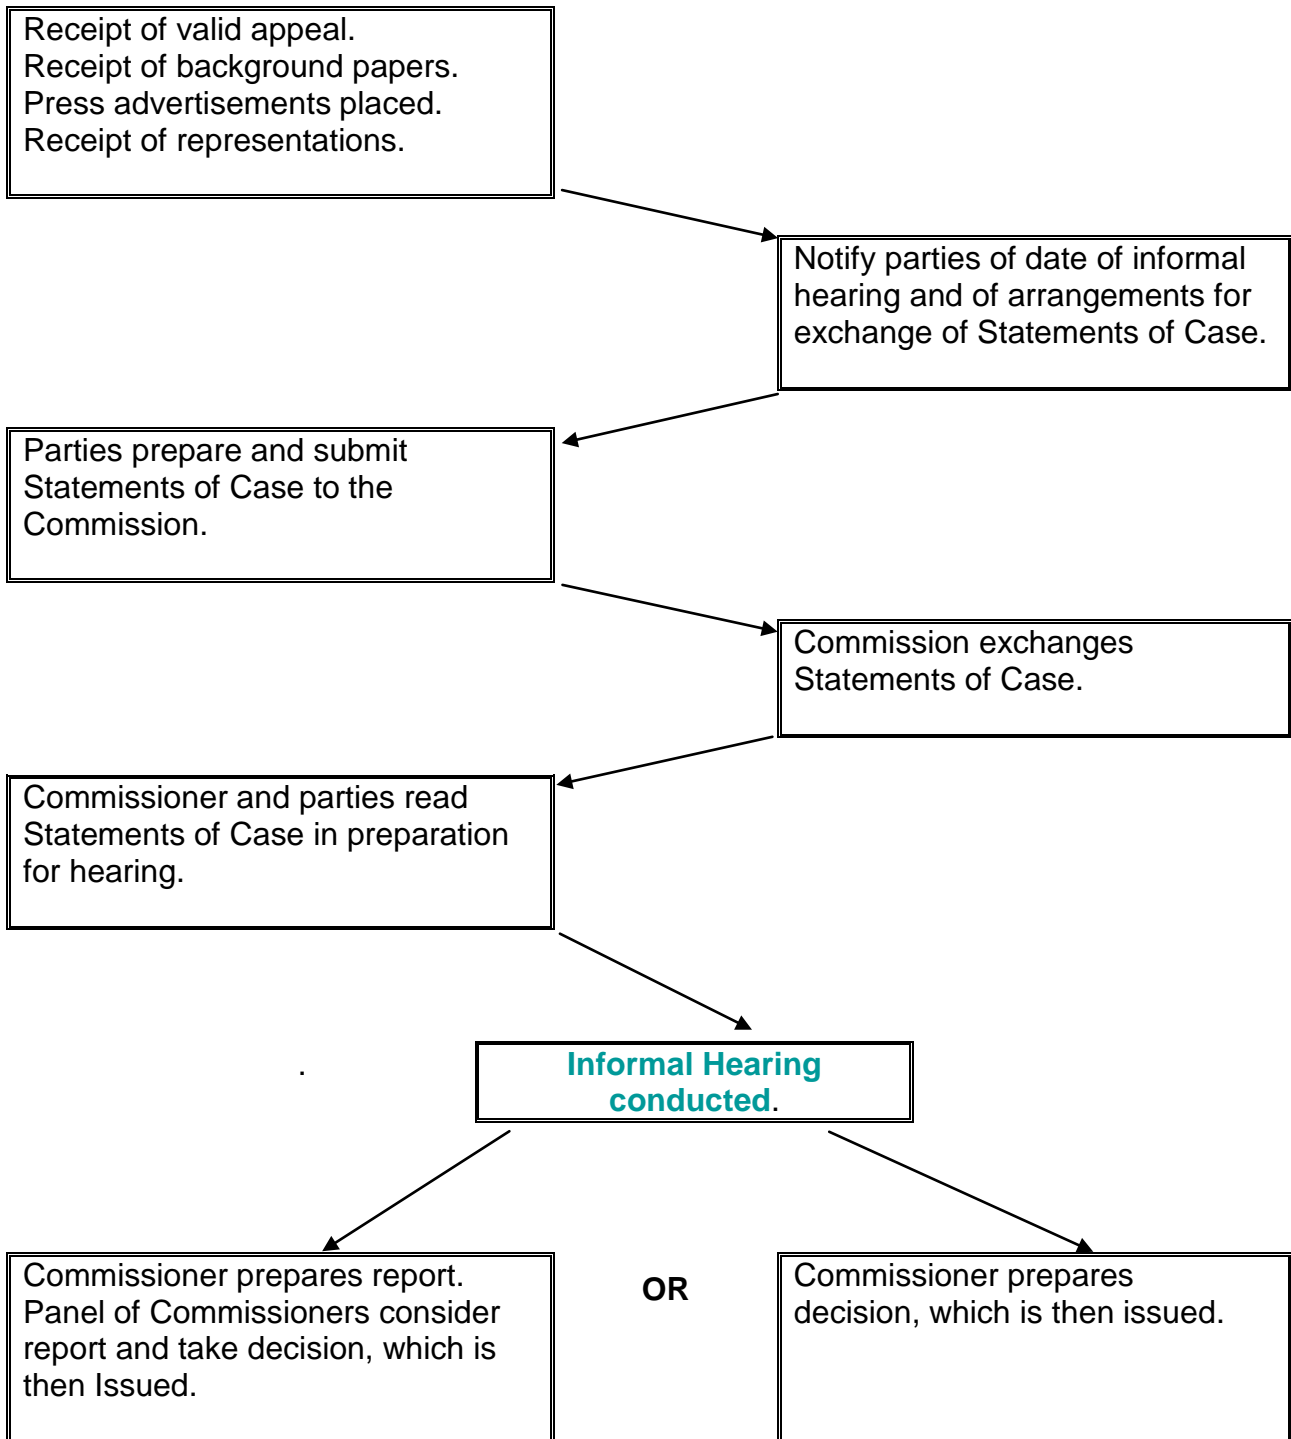 Receipt of valid appeal.
Receipt of background papers.
Press advertisements placed.
Receipt of representations.
Notify parties of date of informal
hearing and of arrangements for
exchange of Statements of Case.
Parties prepare and submit
Statements of Case to the
Commission.
Commission exchanges
Statements of Case.
Commissioner and parties read
Statements of Case in preparation
for hearing.
.
Informal Hearing
conducted.
Commissioner prepares report.
Panel of Commissioners consider
report and take decision, which is
then Issued.
OR
Commissioner prepares
decision, which is then issued.